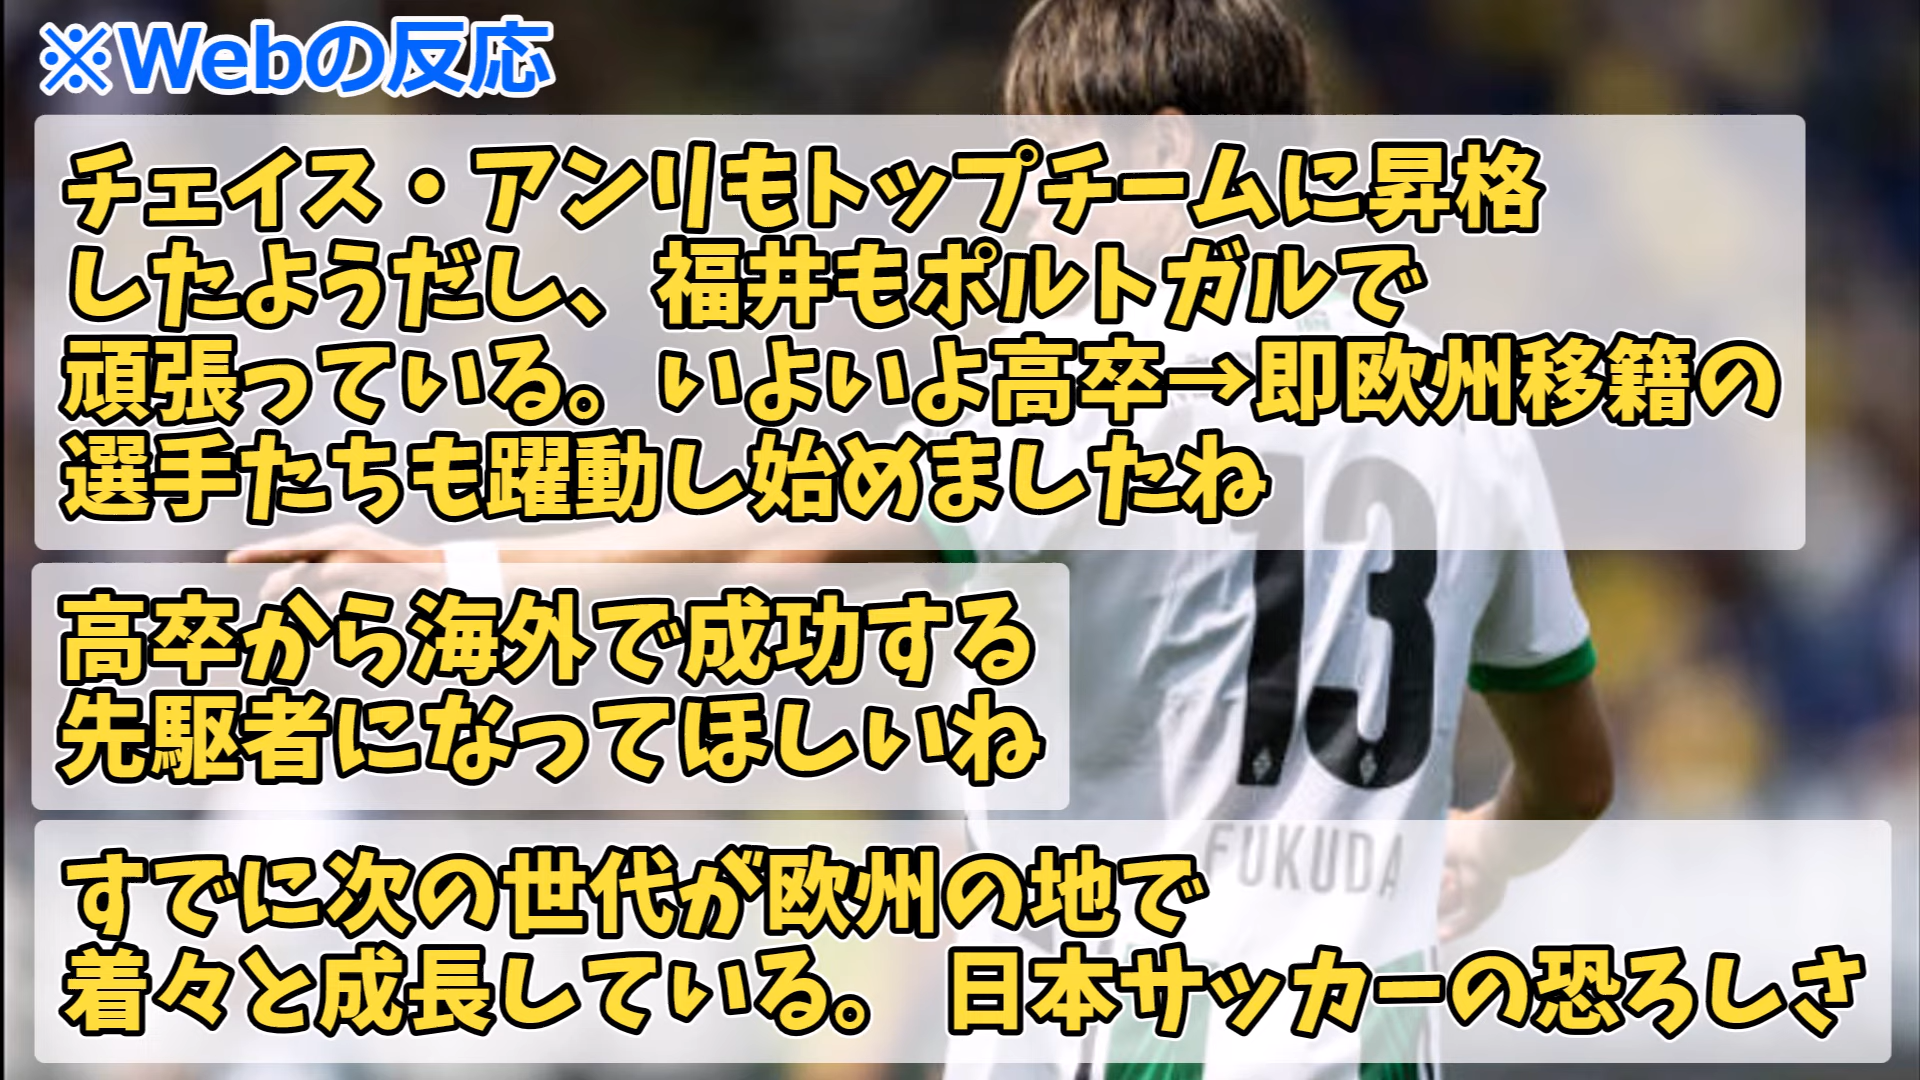 ※Webの反応
チェイス・アンリもトップチームに昇格
したようだし、福井もポルトガルで
頑張っている。いよいよ高卒→即欧州移籍の
選手たちも躍動し始めましたね
13
高卒から海外で成功する
先駆者になってほしいね
FUKUDA
すでに次の世代が欧州の地で
着々と成長している。 日本サッカーの恐ろしさ